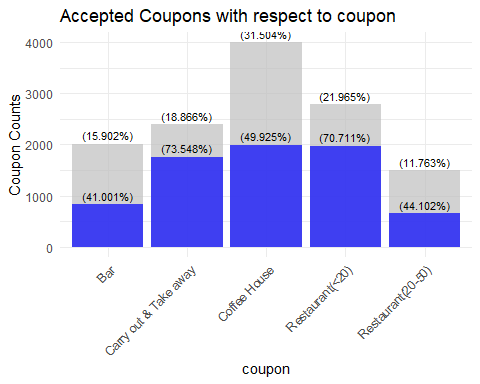 Accepted Coupons with respect to coupon
Coupon Counts
4000
3000
2000
1000
0
(15.902%)
(41.001%)
(18.866%)
(73.548%)
(31.504%)
(49.925%)
(21.965%)
(70.711%)
(11.763%)
(44.102%)
Bar
Carry out & Take away
Coffee House
Restaurant(<20)
Restaurant(20-50)
coupon